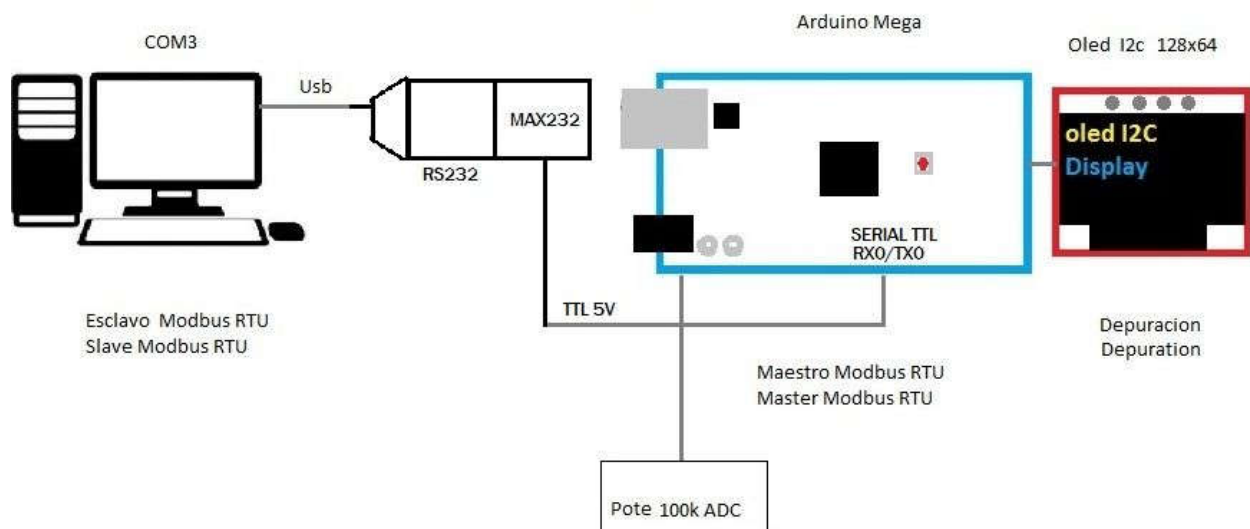 Arduino Mega
COM3
Oled I2c 128x64
Usb
MAX232
RS232
oled I2C
Display
SERIAL TTL
RX0/TX0
TTL 5V
Esclavo Modbus RTU
Slave Modbus RTU
Depuracion
Depuration
Maestro Modbus RTU
Master Modbus RTU
Pote 100k ADC